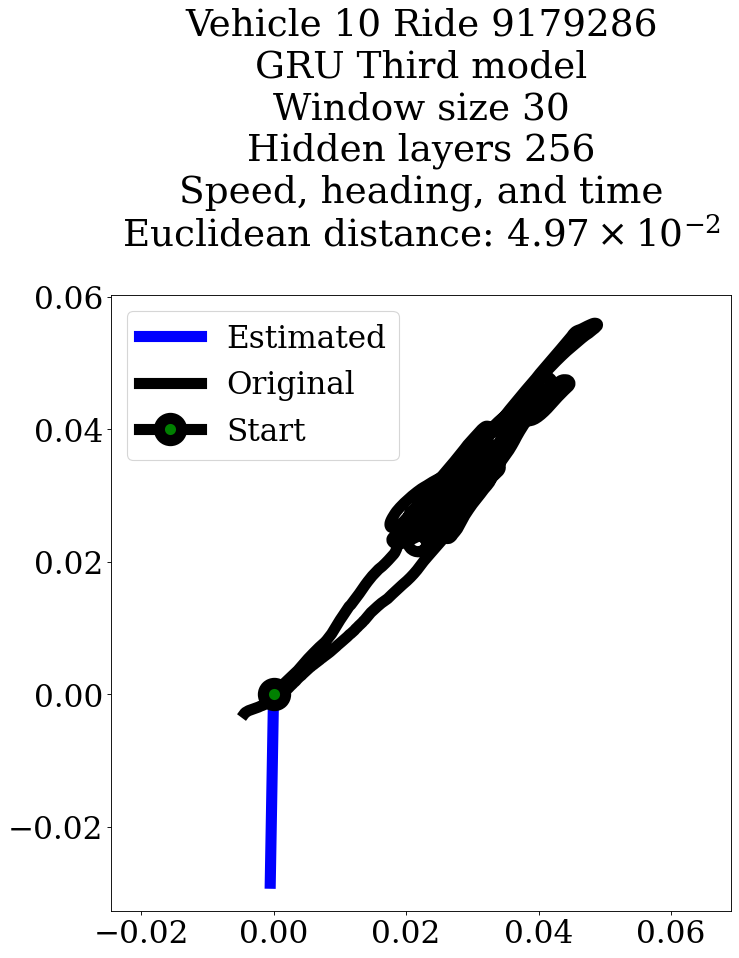 Vehicle 10 Ride 9179286
GRU Third model
Window size 30
Hidden layers 256
Speed, heading, and time
Euclidean distance: 4.97 × 10⁻²
0.06
0.04
0.02
0.00
−0.02
Estimated
Original
Start
−0.02 0.00 0.02 0.04 0.06